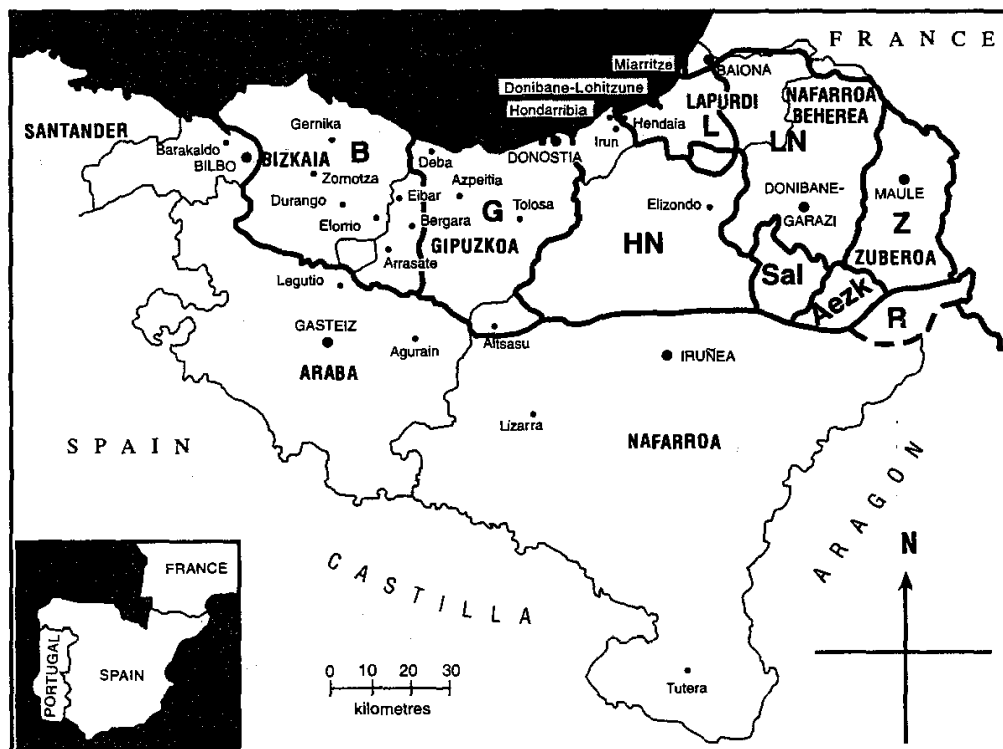 FRANCE
Miarritze
BAIONA
Donibane-Lohitzune
Hondarribia
LAPURDI
NAFARROA
BEHEREA
SANTANDER
Gernika
L
Hendaia
Irun
LN
Barakaldo
BILBO
BIZKAIA
B
Deba
DONOSTIA
Zornotza
Azpeitia
DONIBANE-
GARAZI
MAULE
Durango
Eibar
Tolosa
Elizondo
Elorrio
Bergara
G
GIPUZKOA
HN
Z
ZUBEROA
Arrasate
Sal
Aezk
Legutio
R
GASTEIZ
Agurain
Altsasu
IRUÑEA
ARABA
Lizarra
NAFARROA
SPAIN
ARAGON
N
CASTILLA
FRANCE
PORTUGAL
SPAIN
0 10 20 30
kilometres
Tutera